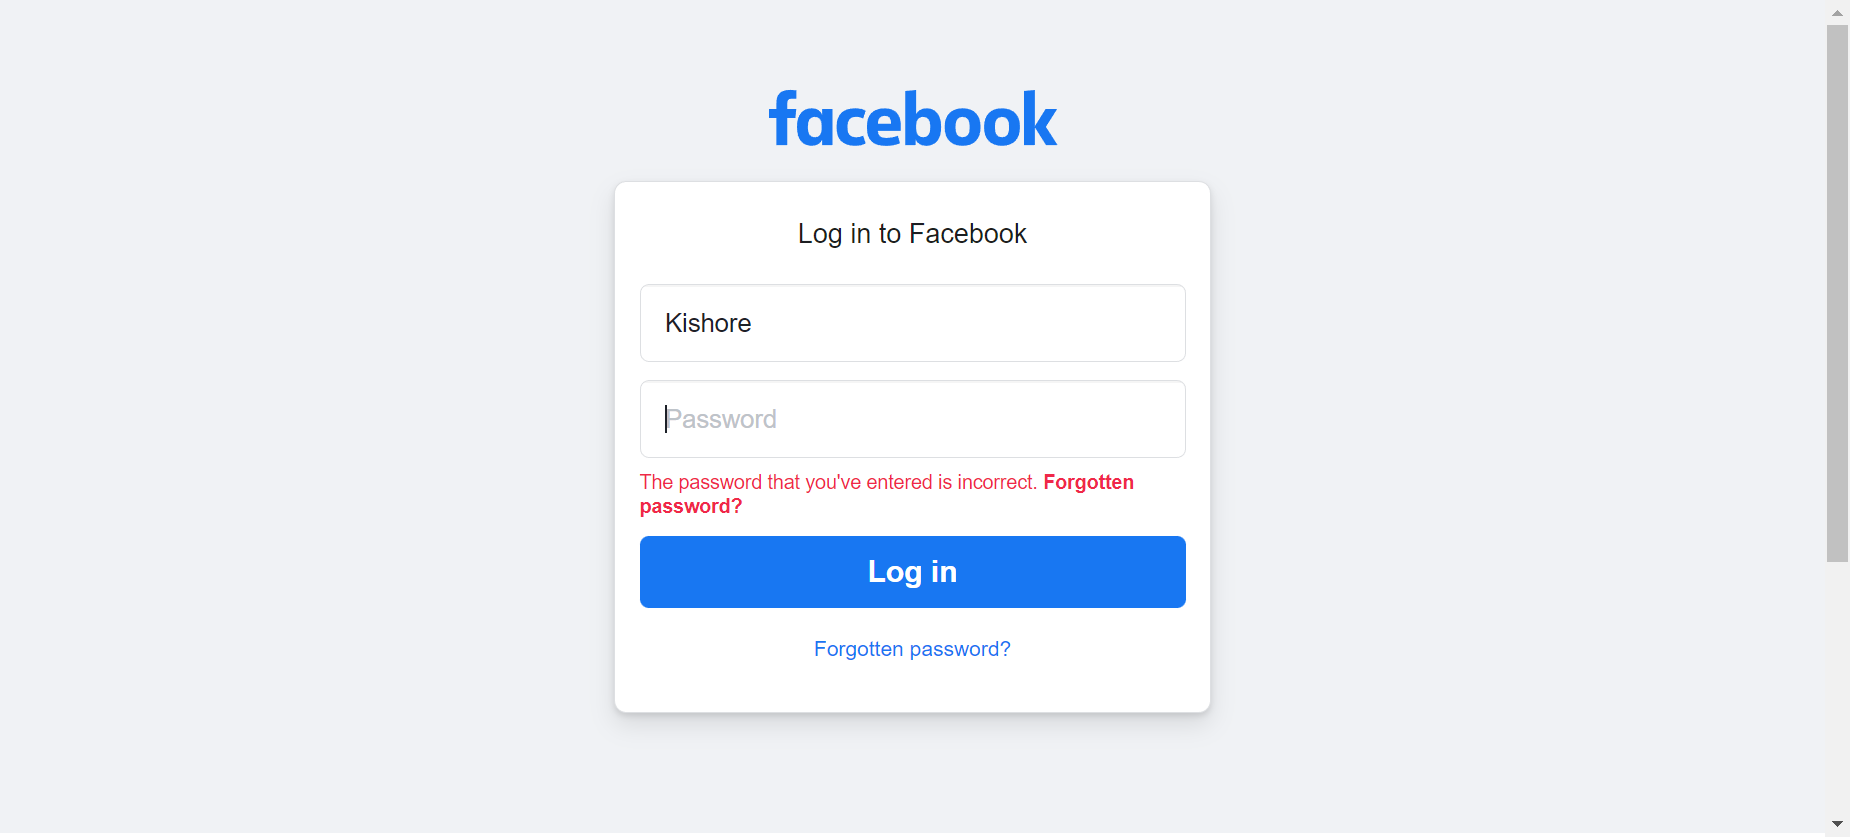 facebook
Log in to Facebook
Kishore
Password
The password that you've entered is incorrect. Forgotten
password?
Log in
Forgotten password?